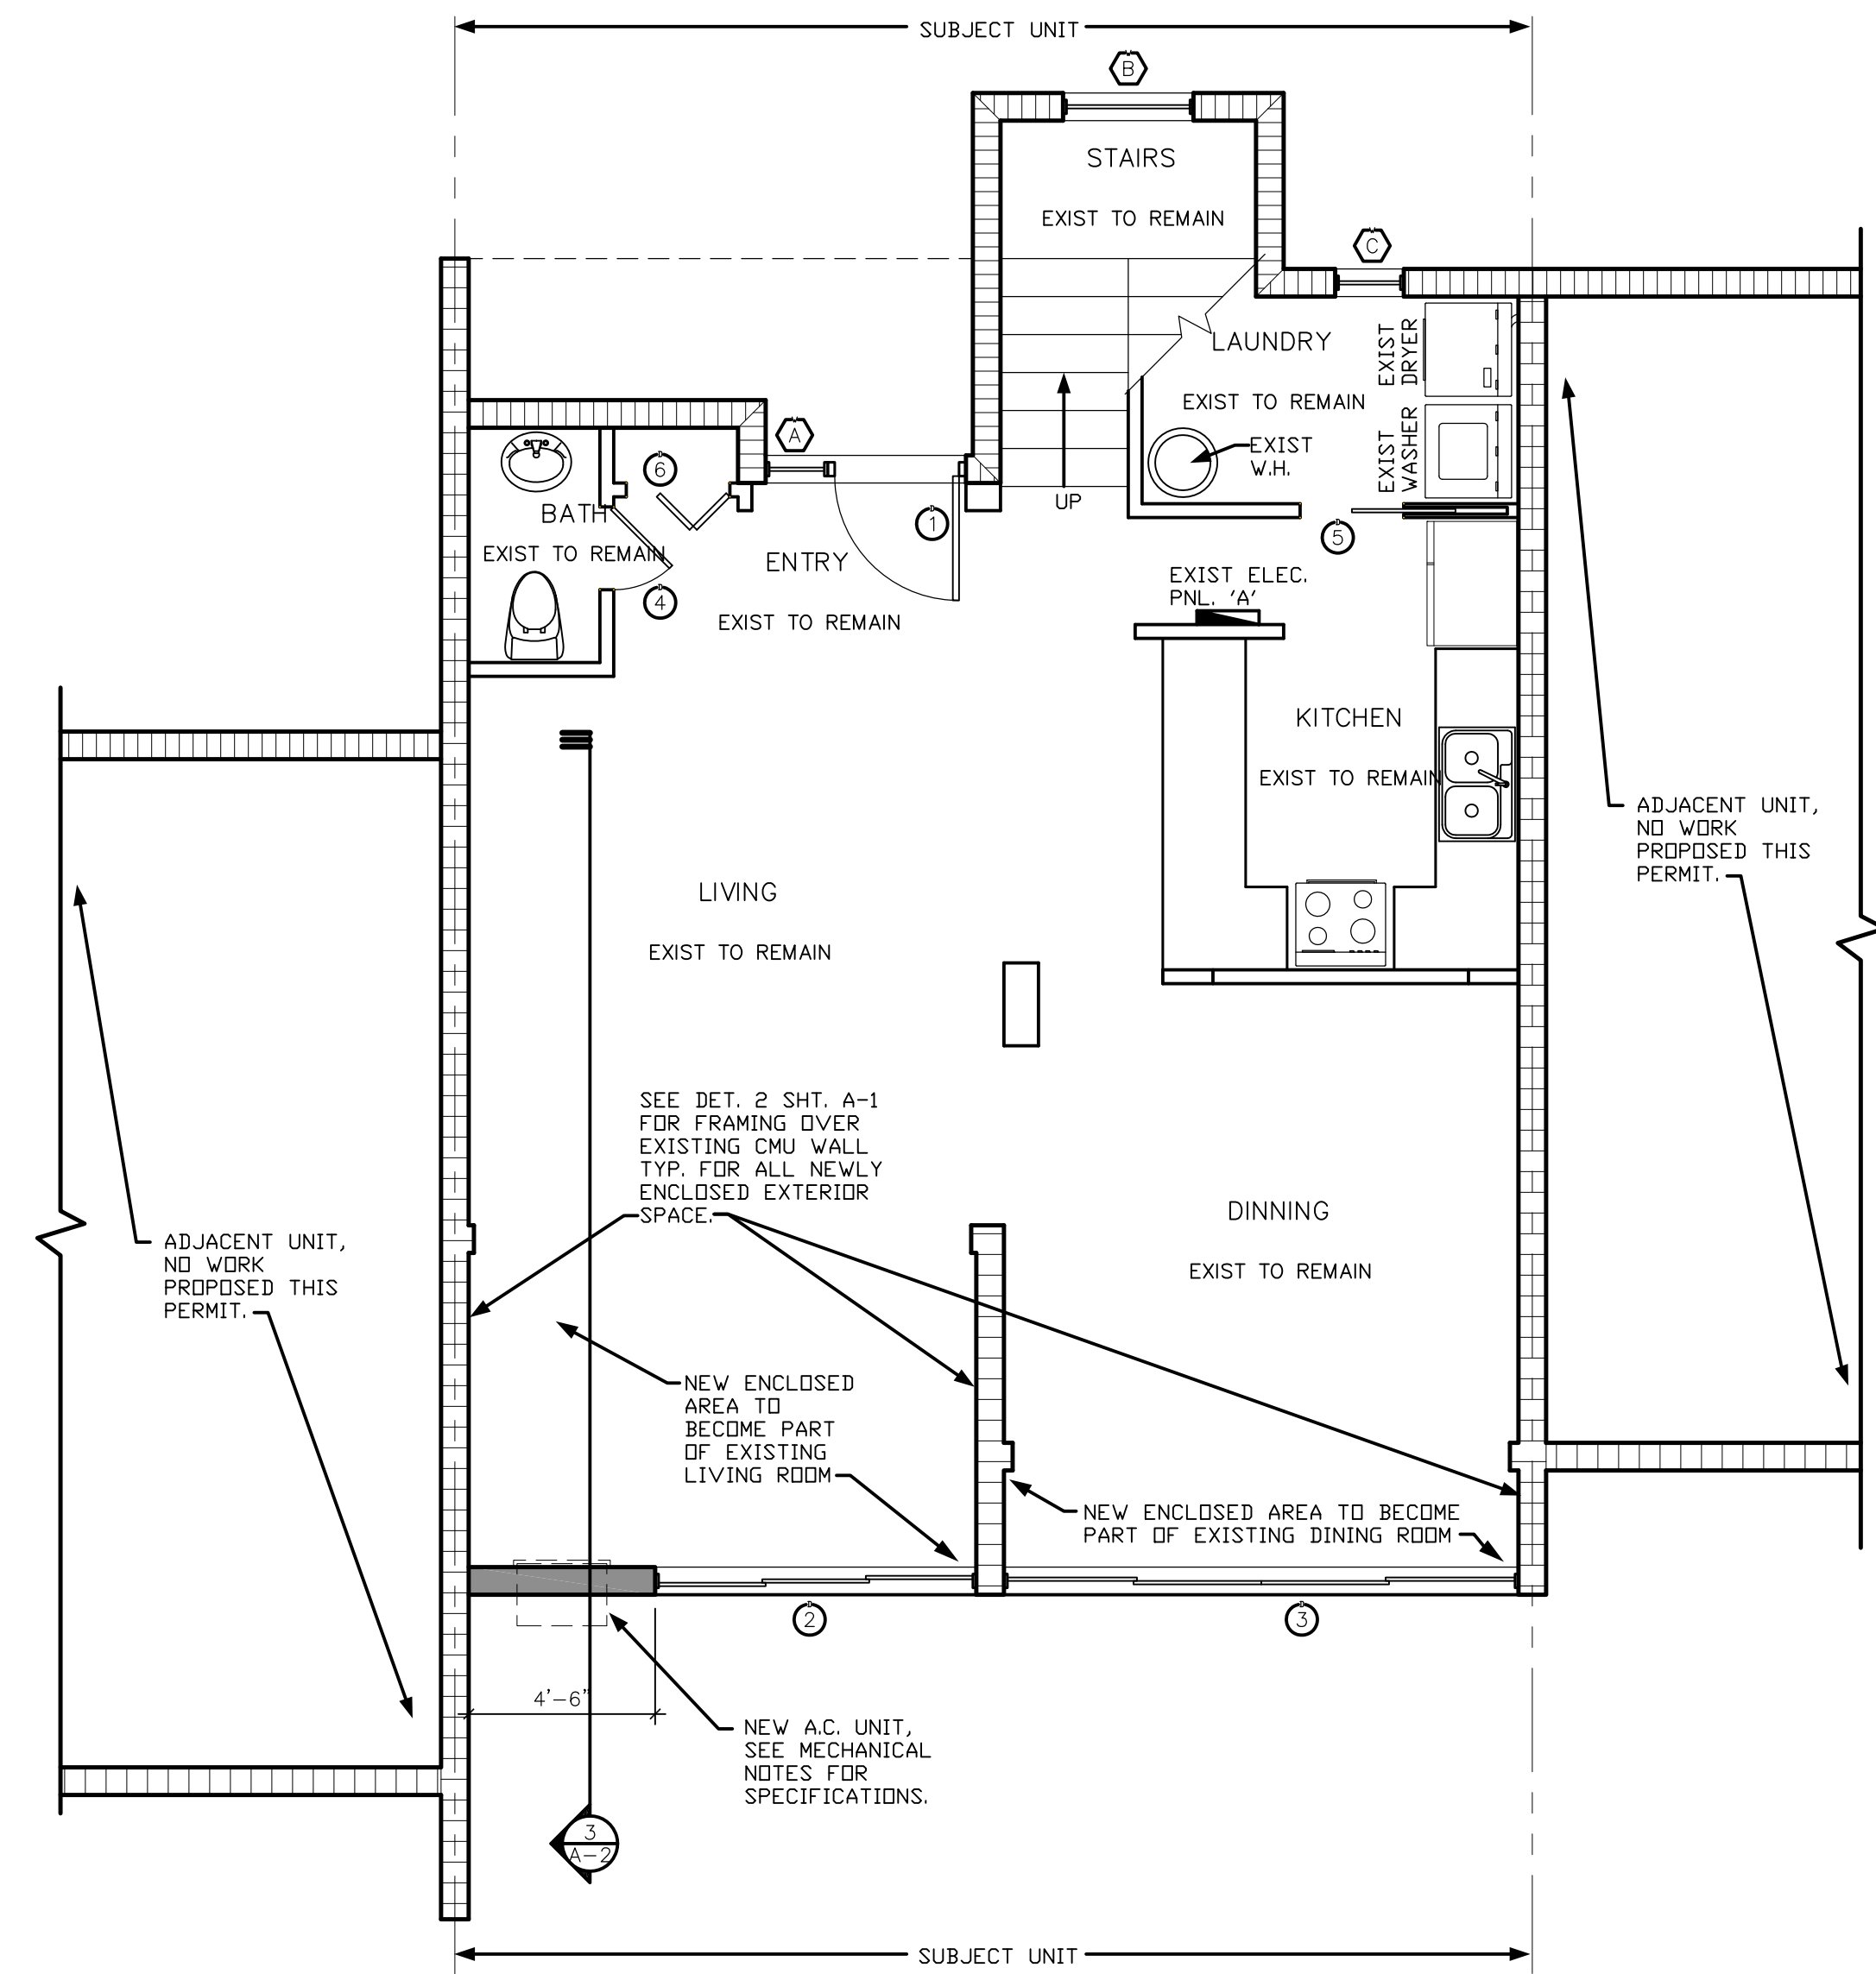 SUBJECT UNIT
W
B
STAIRS
EXIST TO REMAIN
W
C
LAUNDRY
EXIST TO REMAIN
EXIST
DRYER
EXIST
WASHER
EXIST
W.H.
W
A
D
6
BATH
EXIST TO REMAIN
D
4
ENTRY
EXIST TO REMAIN
D
1
UP
D
5
EXIST ELEC.
PNL. 'A'
KITCHEN
EXIST TO REMAIN
ADJACENT UNIT,
NO WORK
PROPOSED THIS
PERMIT.
LIVING
EXIST TO REMAIN
SEE DET. 2 SHT. A-1
FOR FRAMING OVER
EXISTING CMU WALL
TYP. FOR ALL NEWLY
ENCLOSED EXTERIOR
SPACE.
DINNING
EXIST TO REMAIN
ADJACENT UNIT,
NO WORK
PROPOSED THIS
PERMIT.
NEW ENCLOSED
AREA TO
BECOME PART
OF EXISTING
LIVING ROOM
NEW ENCLOSED AREA TO BECOME
PART OF EXISTING DINING ROOM
D
2
D
3
4'-6"
NEW A.C. UNIT,
SEE MECHANICAL
NOTES FOR
SPECIFICATIONS.
3
A-2
SUBJECT UNIT